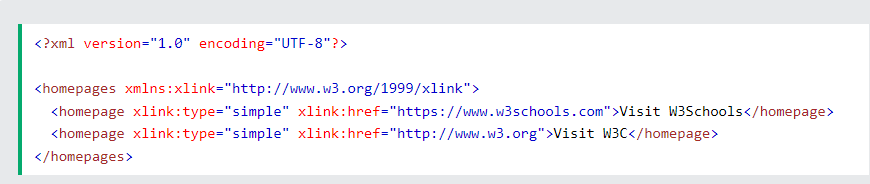 <?xml version="1.0" encoding="UTF-8"?>
<homepages xmlns:xlink="http://www.w3.org/1999/xlink">
<homepage xlink:type="simple" xlink:href="https://www.w3schools.com">Visit W3Schools</homepage>
<homepage xlink:type="simple" xlink:href="http://www.w3.org">Visit W3C</homepage>
</homepages>